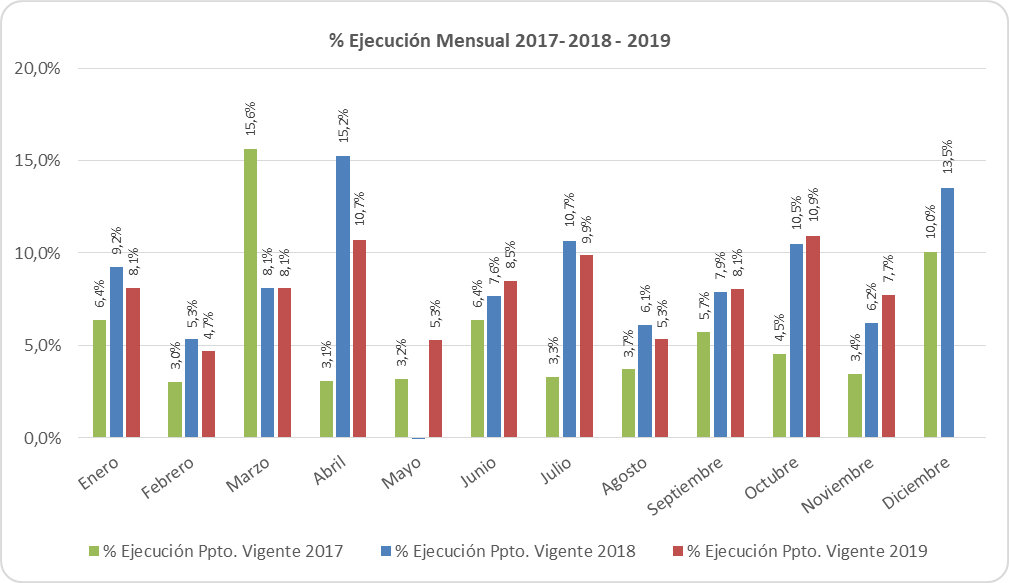 % Ejecución Mensual 2017- 2018 - 2019
20,0%
15,0%
10,0%
5,0%
0,0%
6,4%
9,2%
8,1%
3,0%
5,3%
4,7%
15,6%
8,1%
8,1%
3,1%
15,2%
10,7%
3,2%
5,3%
6,4%
7,6%
8,5%
3,3%
10,7%
9,9%
3,7%
6,1%
5,3%
5,7%
7,9%
8,1%
4,5%
10,5%
10,9%
3,4%
6,2%
7,7%
10,0%
13,5%
Enero
Febrero
Marzo
Abril
Mayo
Junio
Julio
Agosto
Septiembre
Octubre
Noviembre
Diciembre
% Ejecución Ppto. Vigente 2017
% Ejecución Ppto. Vigente 2018
% Ejecución Ppto. Vigente 2019